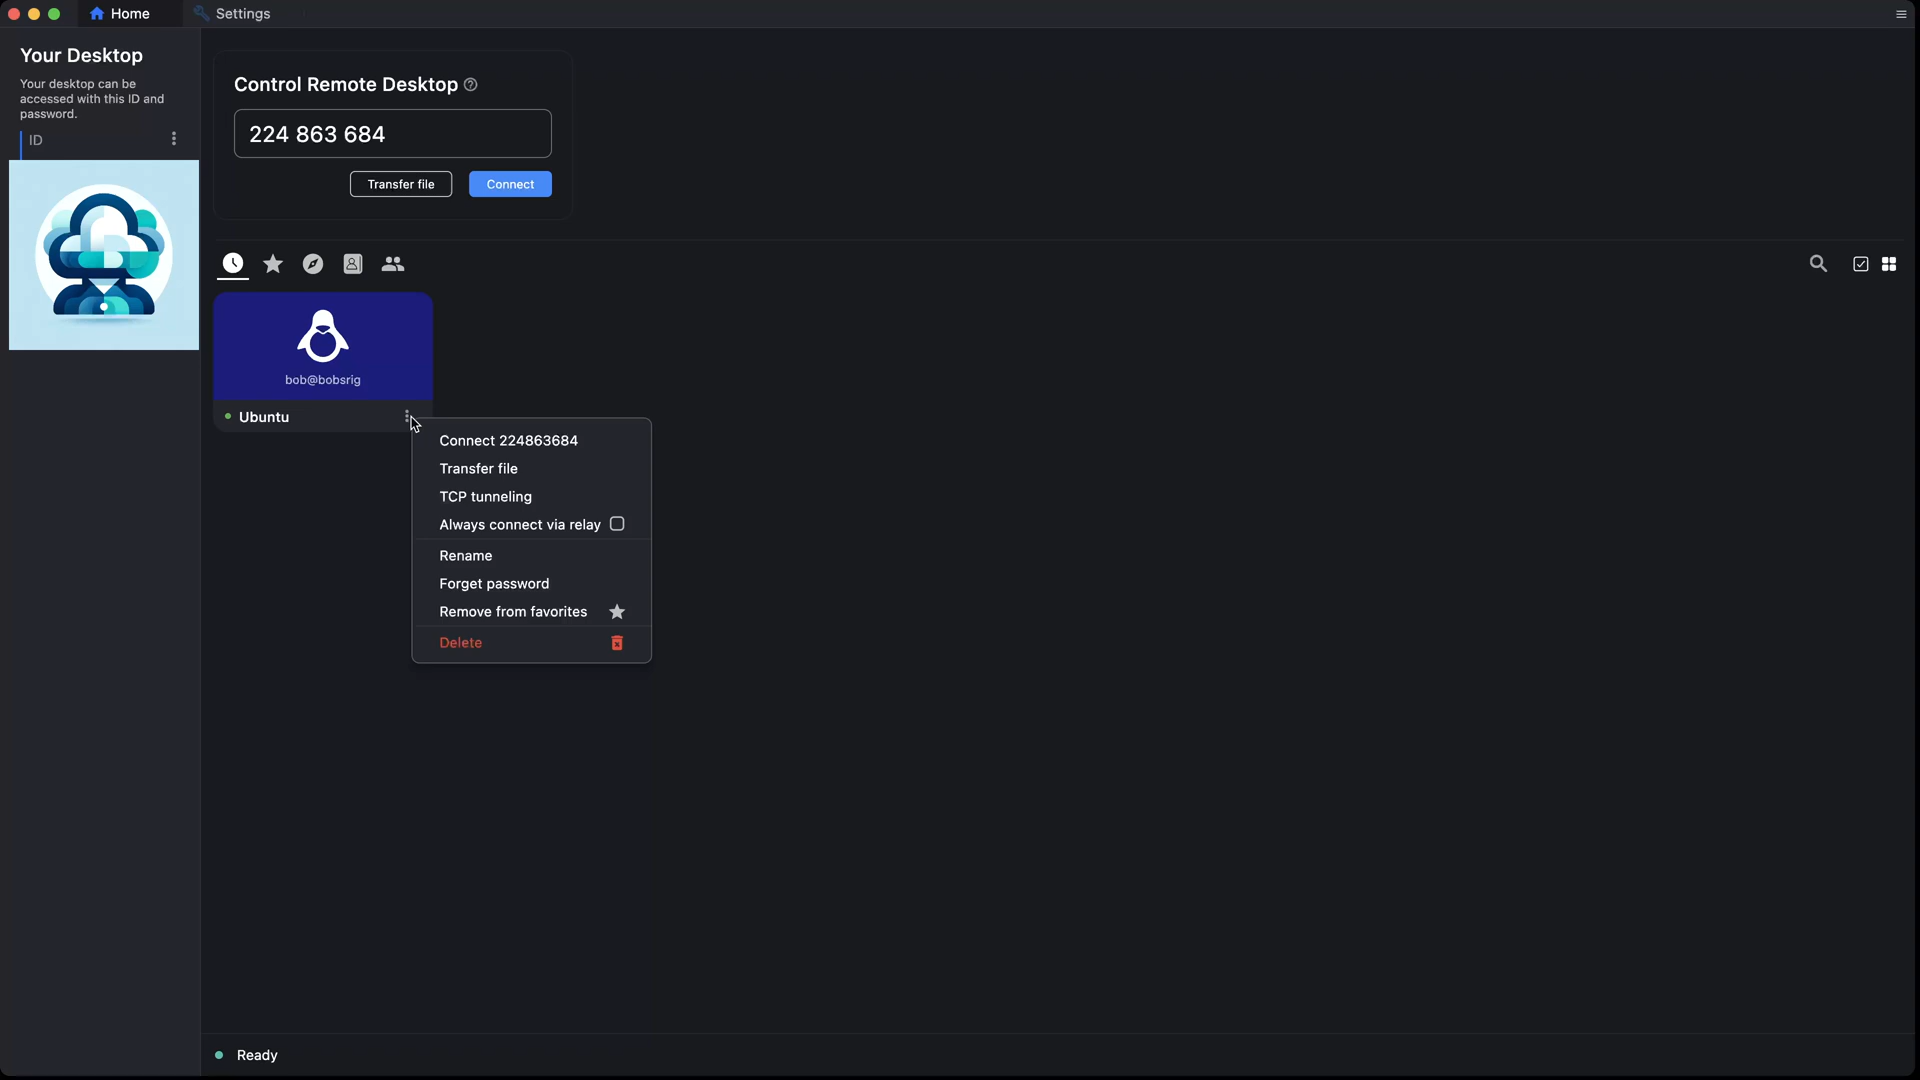 Home
Settings
Your Desktop
Your desktop can be
accessed with this ID and
password.
ID
Control Remote Desktop
224 863 684
Transfer file
Connect
bob@bobsrig
Ubuntu
Connect 224863684
Transfer file
TCP tunneling
Always connect via relay
Rename
Forget password
Remove from favorites
Delete
Ready